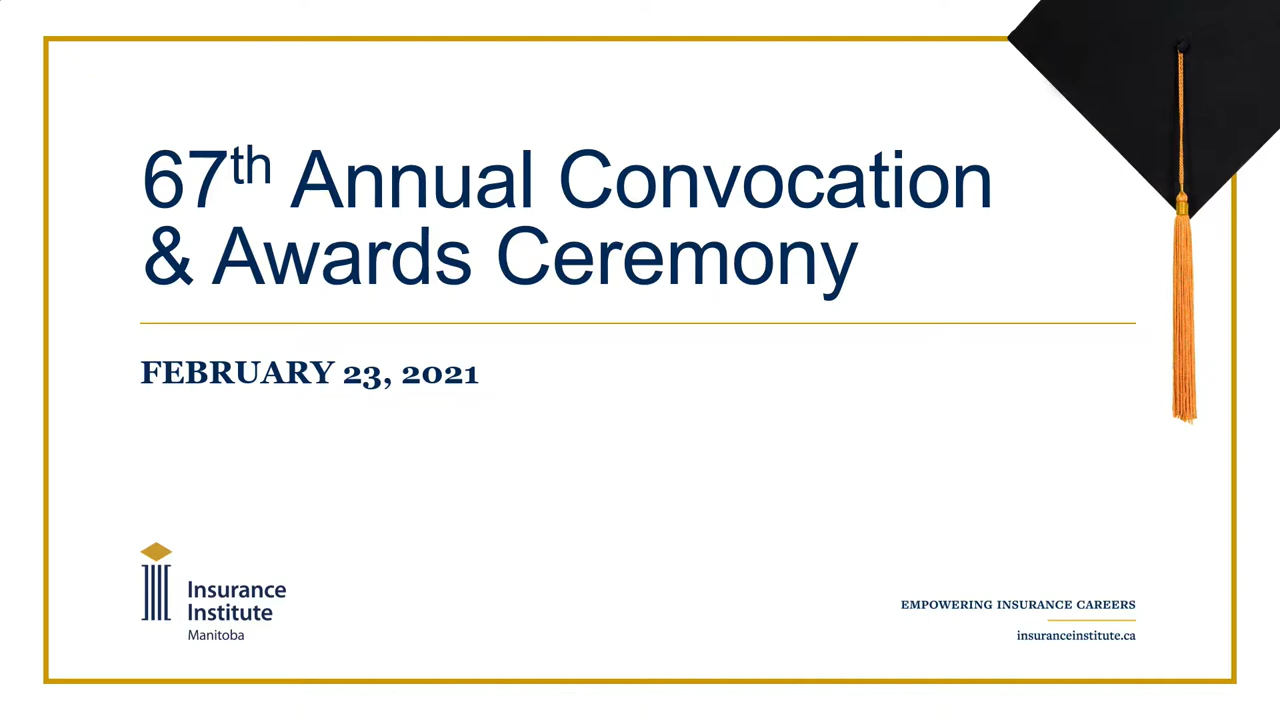 67th Annual Convocation
& Awards Ceremony
FEBRUARY 23, 2021
Insurance
Institute
Manitoba
EMPOWERING INSURANCE CAREERS
insuranceinstitute.ca